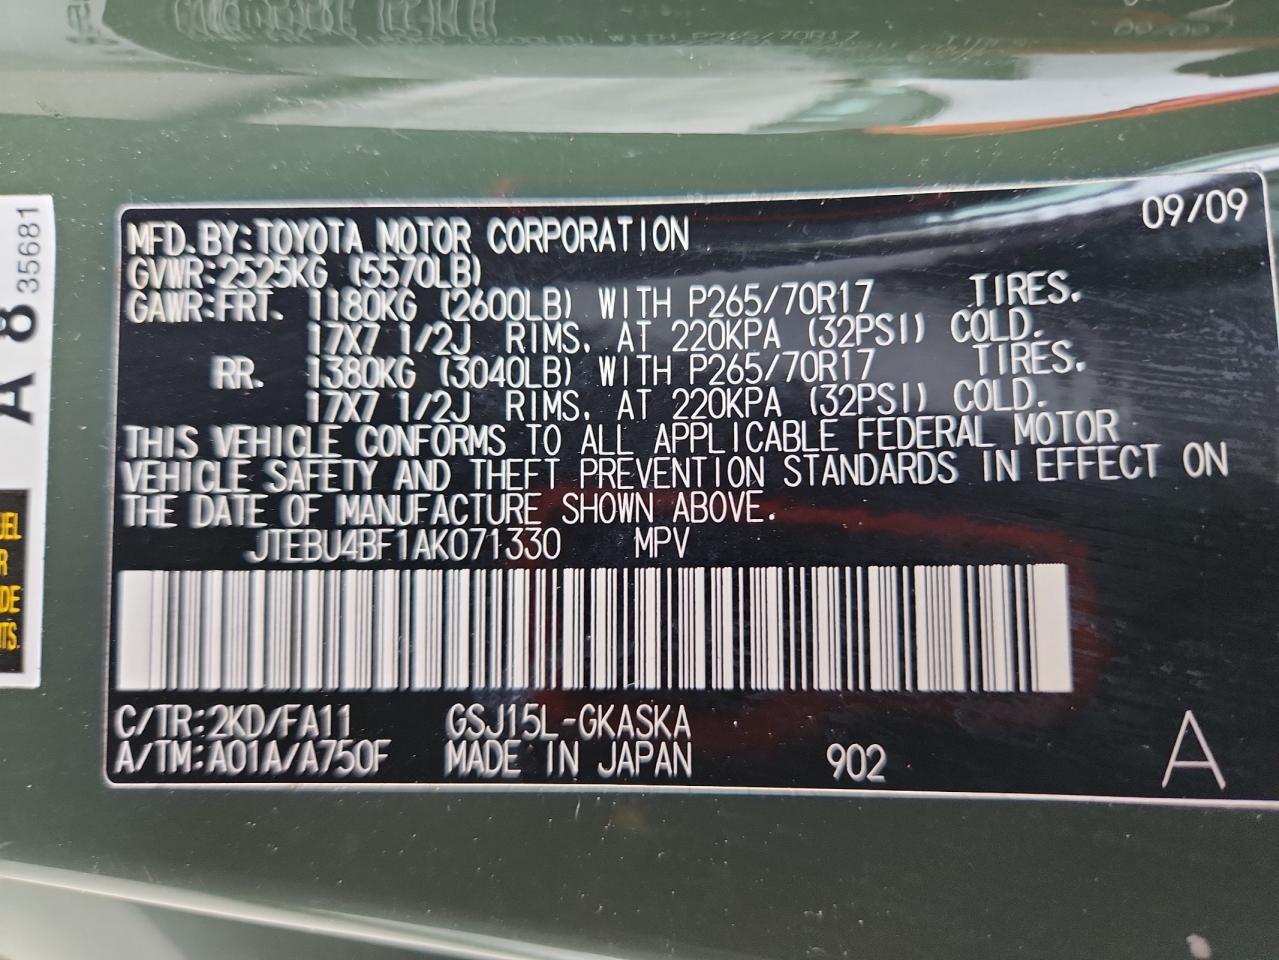 09/09
MFD. BY: TOYOTA MOTOR CORPORATION
GVWR: 2525KG (5570LB)
GAWR: FRT. 1180KG (2600LB) WITH P265/70R17 TIRES,
17X7 1/2J RIMS, AT 220KPA (32PSI) COLD.
RR. 1380KG (3040LB) WITH P265/70R17 TIRES,
17X7 1/2J RIMS, AT 220KPA (32PSI) COLD.
THIS VEHICLE CONFORMS TO ALL APPLICABLE FEDERAL MOTOR
VEHICLE SAFETY AND THEFT PREVENTION STANDARDS IN EFFECT ON
THE DATE OF MANUFACTURE SHOWN ABOVE.
JTEBU4BF1AK071330 MPV
C/TR: 2KD/FA11 GSJ15L-GKASKA
A/TM: A01A/A750F MADE IN JAPAN 902 A
A 8
35681